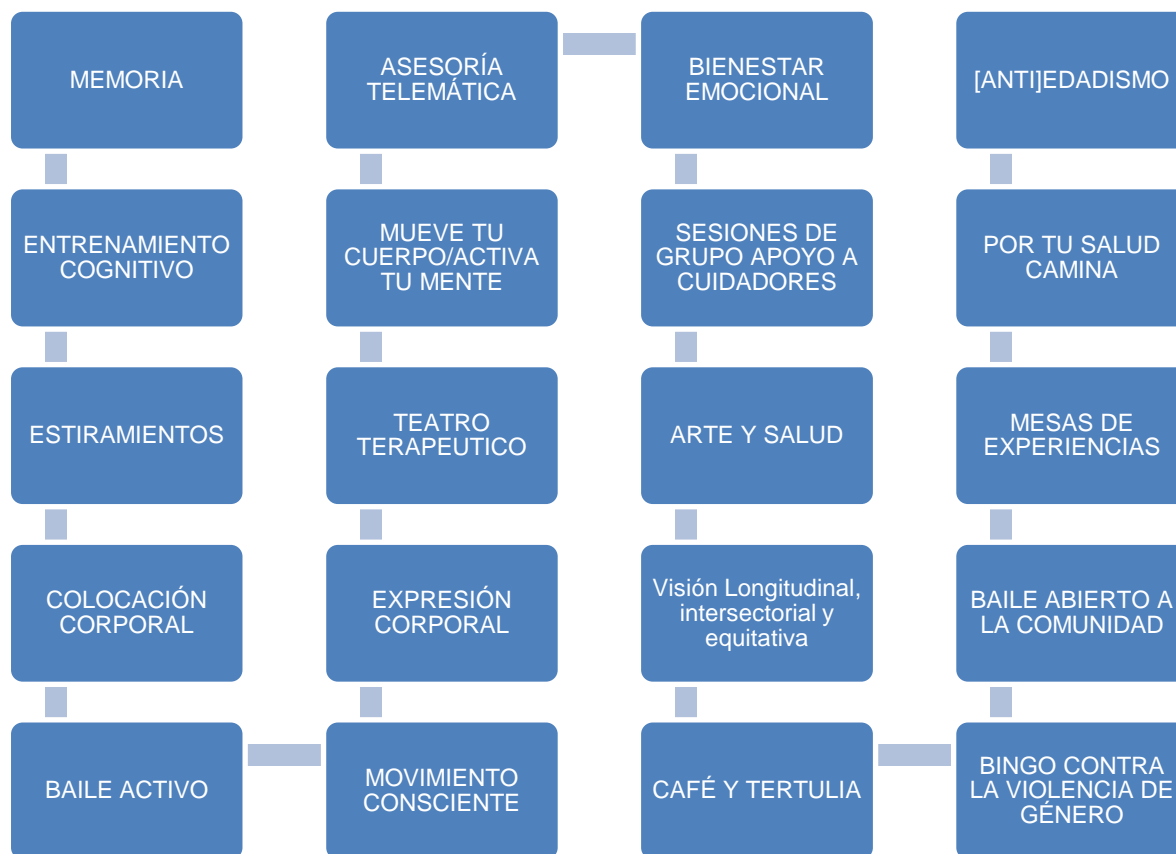 MEMORIA
ENTRENAMIENTO
COGNITIVO
ESTIRAMIENTOS
COLOCACIÓN
CORPORAL
BAILE ACTIVO
MOVIMIENTO
CONSCIENTE
EXPRESIÓN
CORPORAL
TEATRO
TERAPEUTICO
MUEVE TU
CUERPO/ACTIVA
TU MENTE
ASESORÍA
TELEMÁTICA
BIENESTAR
EMOCIONAL
SESIONES DE
GRUPO APOYO A
CUIDADORES
ARTE Y SALUD
Visión Longitudinal,
intersectorial y
equitativa
CAFÉ Y TERTULIA
BINGO CONTRA
LA VIOLENCIA DE
GÉNERO
BAILE ABIERTO A
LA COMUNIDAD
MESAS DE
EXPERIENCIAS
POR TU SALUD
CAMINA
[ANTI]EDADISMO